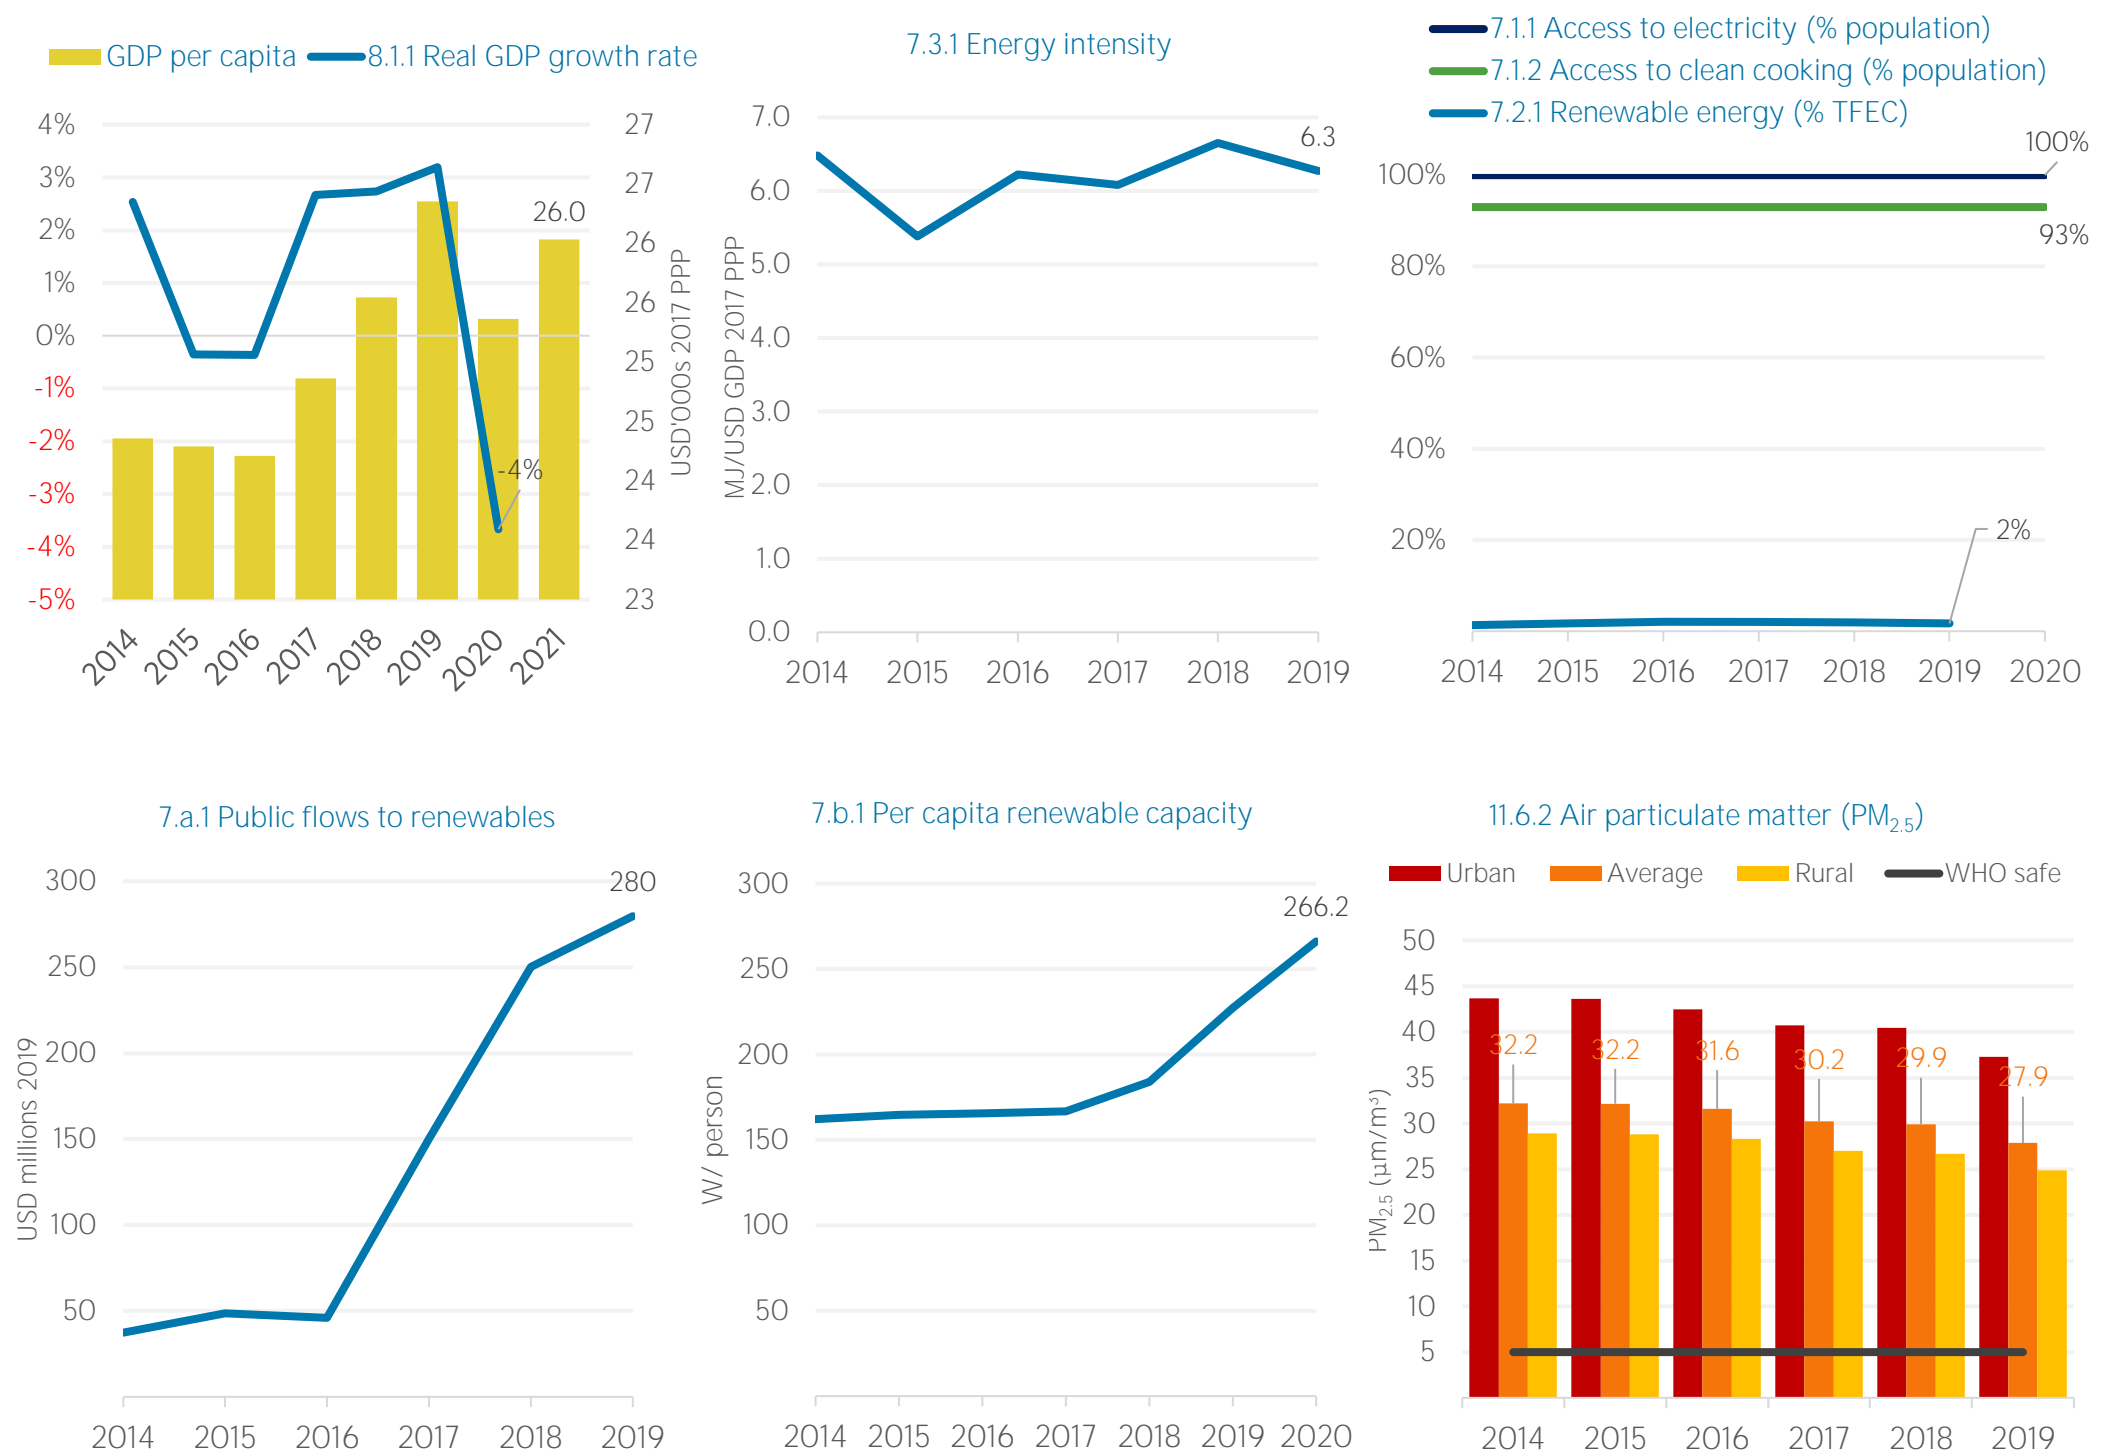 GDP per capita 8.1.1 Real GDP growth rate
4%
3%
2%
1%
0%
-1%
-2%
-3%
-4%
-5%
27
27
26
26
25
25
24
24
23
USD'000s 2017 PPP
26.0
-4%
2014 2015 2016 2017 2018 2019 2020 2021
7.3.1 Energy intensity
7.0
6.0
5.0
4.0
3.0
2.0
1.0
0.0
MJ/USD GDP 2017 PPP
6.3
2014 2015 2016 2017 2018 2019
7.1.1 Access to electricity (% population)
7.1.2 Access to clean cooking (% population)
7.2.1 Renewable energy (% TFEC)
100%
80%
60%
40%
20%
100%
93%
2%
2014 2015 2016 2017 2018 2019 2020
7.a.1 Public flows to renewables
300
250
200
150
100
50
USD millions 2019
280
2014 2015 2016 2017 2018 2019
7.b.1 Per capita renewable capacity
300
250
200
150
100
50
W/ person
266.2
2014 2015 2016 2017 2018 2019 2020
11.6.2 Air particulate matter (PM2.5)
Urban Average Rural WHO safe
50
45
40
35
30
25
20
15
10
5
PM2.5 (µm/m³)
32.2 32.2 31.6 30.2 29.9 27.9
2014 2015 2016 2017 2018 2019